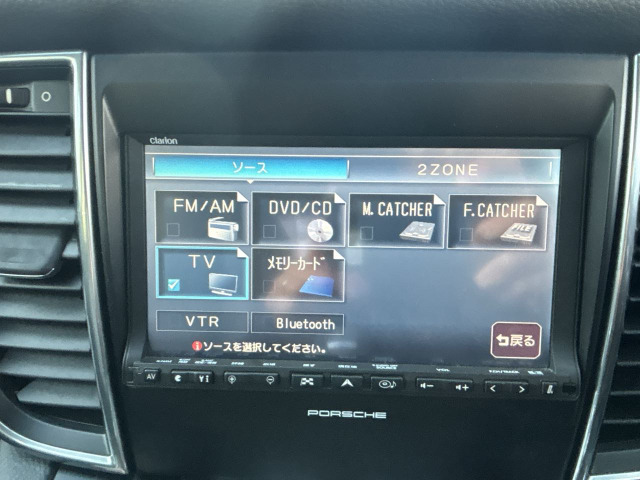 clarion
ソース
2ZONE
FM/AM
DVD/CD
M.CATCHER
F.CATCHER
FILE
TV
ﾒﾓﾘｰｶｰﾄﾞ
VTR
Bluetooth
ソースを選択してください。
戻る
AV
PORSCHE